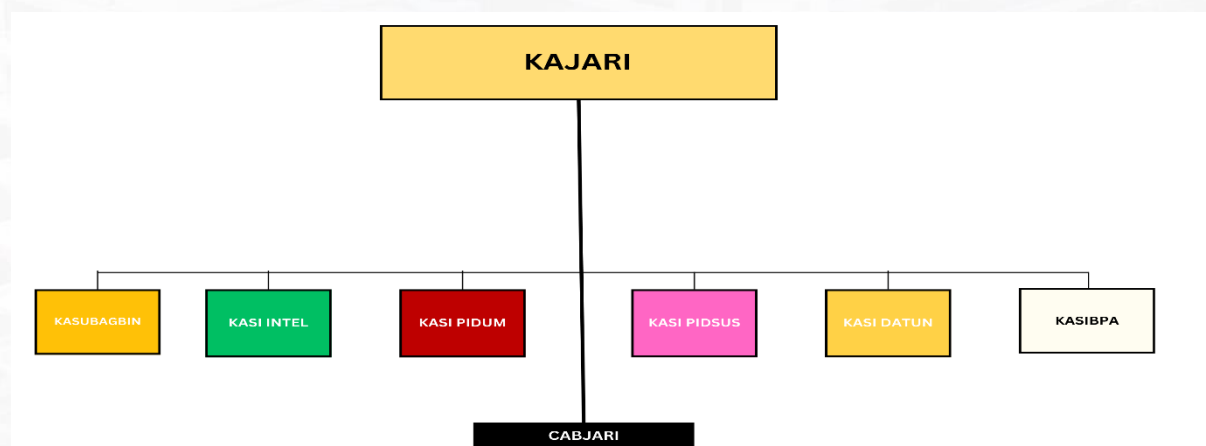 KAJARI
KASUBAGBIN
KASI INTEL
KASI PIDUM
KASI PIDSUS
KASI DATUN
KASIBPA
CABJARI